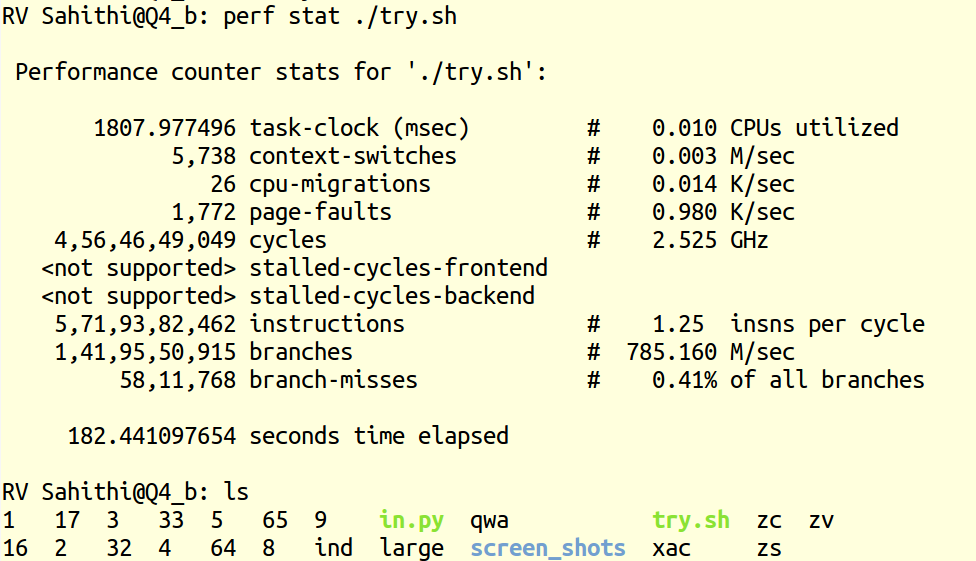 RV Sahithi@Q4_b: perf stat ./try.sh
Performance counter stats for './try.sh':
1807.977496 task-clock (msec) # 0.010 CPUs utilized
5,738 context-switches # 0.003 M/sec
26 cpu-migrations # 0.014 K/sec
1,772 page-faults # 0.980 K/sec
4,56,46,49,049 cycles # 2.525 GHz
<not supported> stalled-cycles-frontend
<not supported> stalled-cycles-backend
5,71,93,82,462 instructions # 1.25 insns per cycle
1,41,95,50,915 branches # 785.160 M/sec
58,11,768 branch-misses # 0.41% of all branches
182.441097654 seconds time elapsed
RV Sahithi@Q4_b: ls
1 17 3 33 5 65 9 in.py qwa try.sh zc zv
16 2 32 4 64 8 ind large screen_shots xac zs